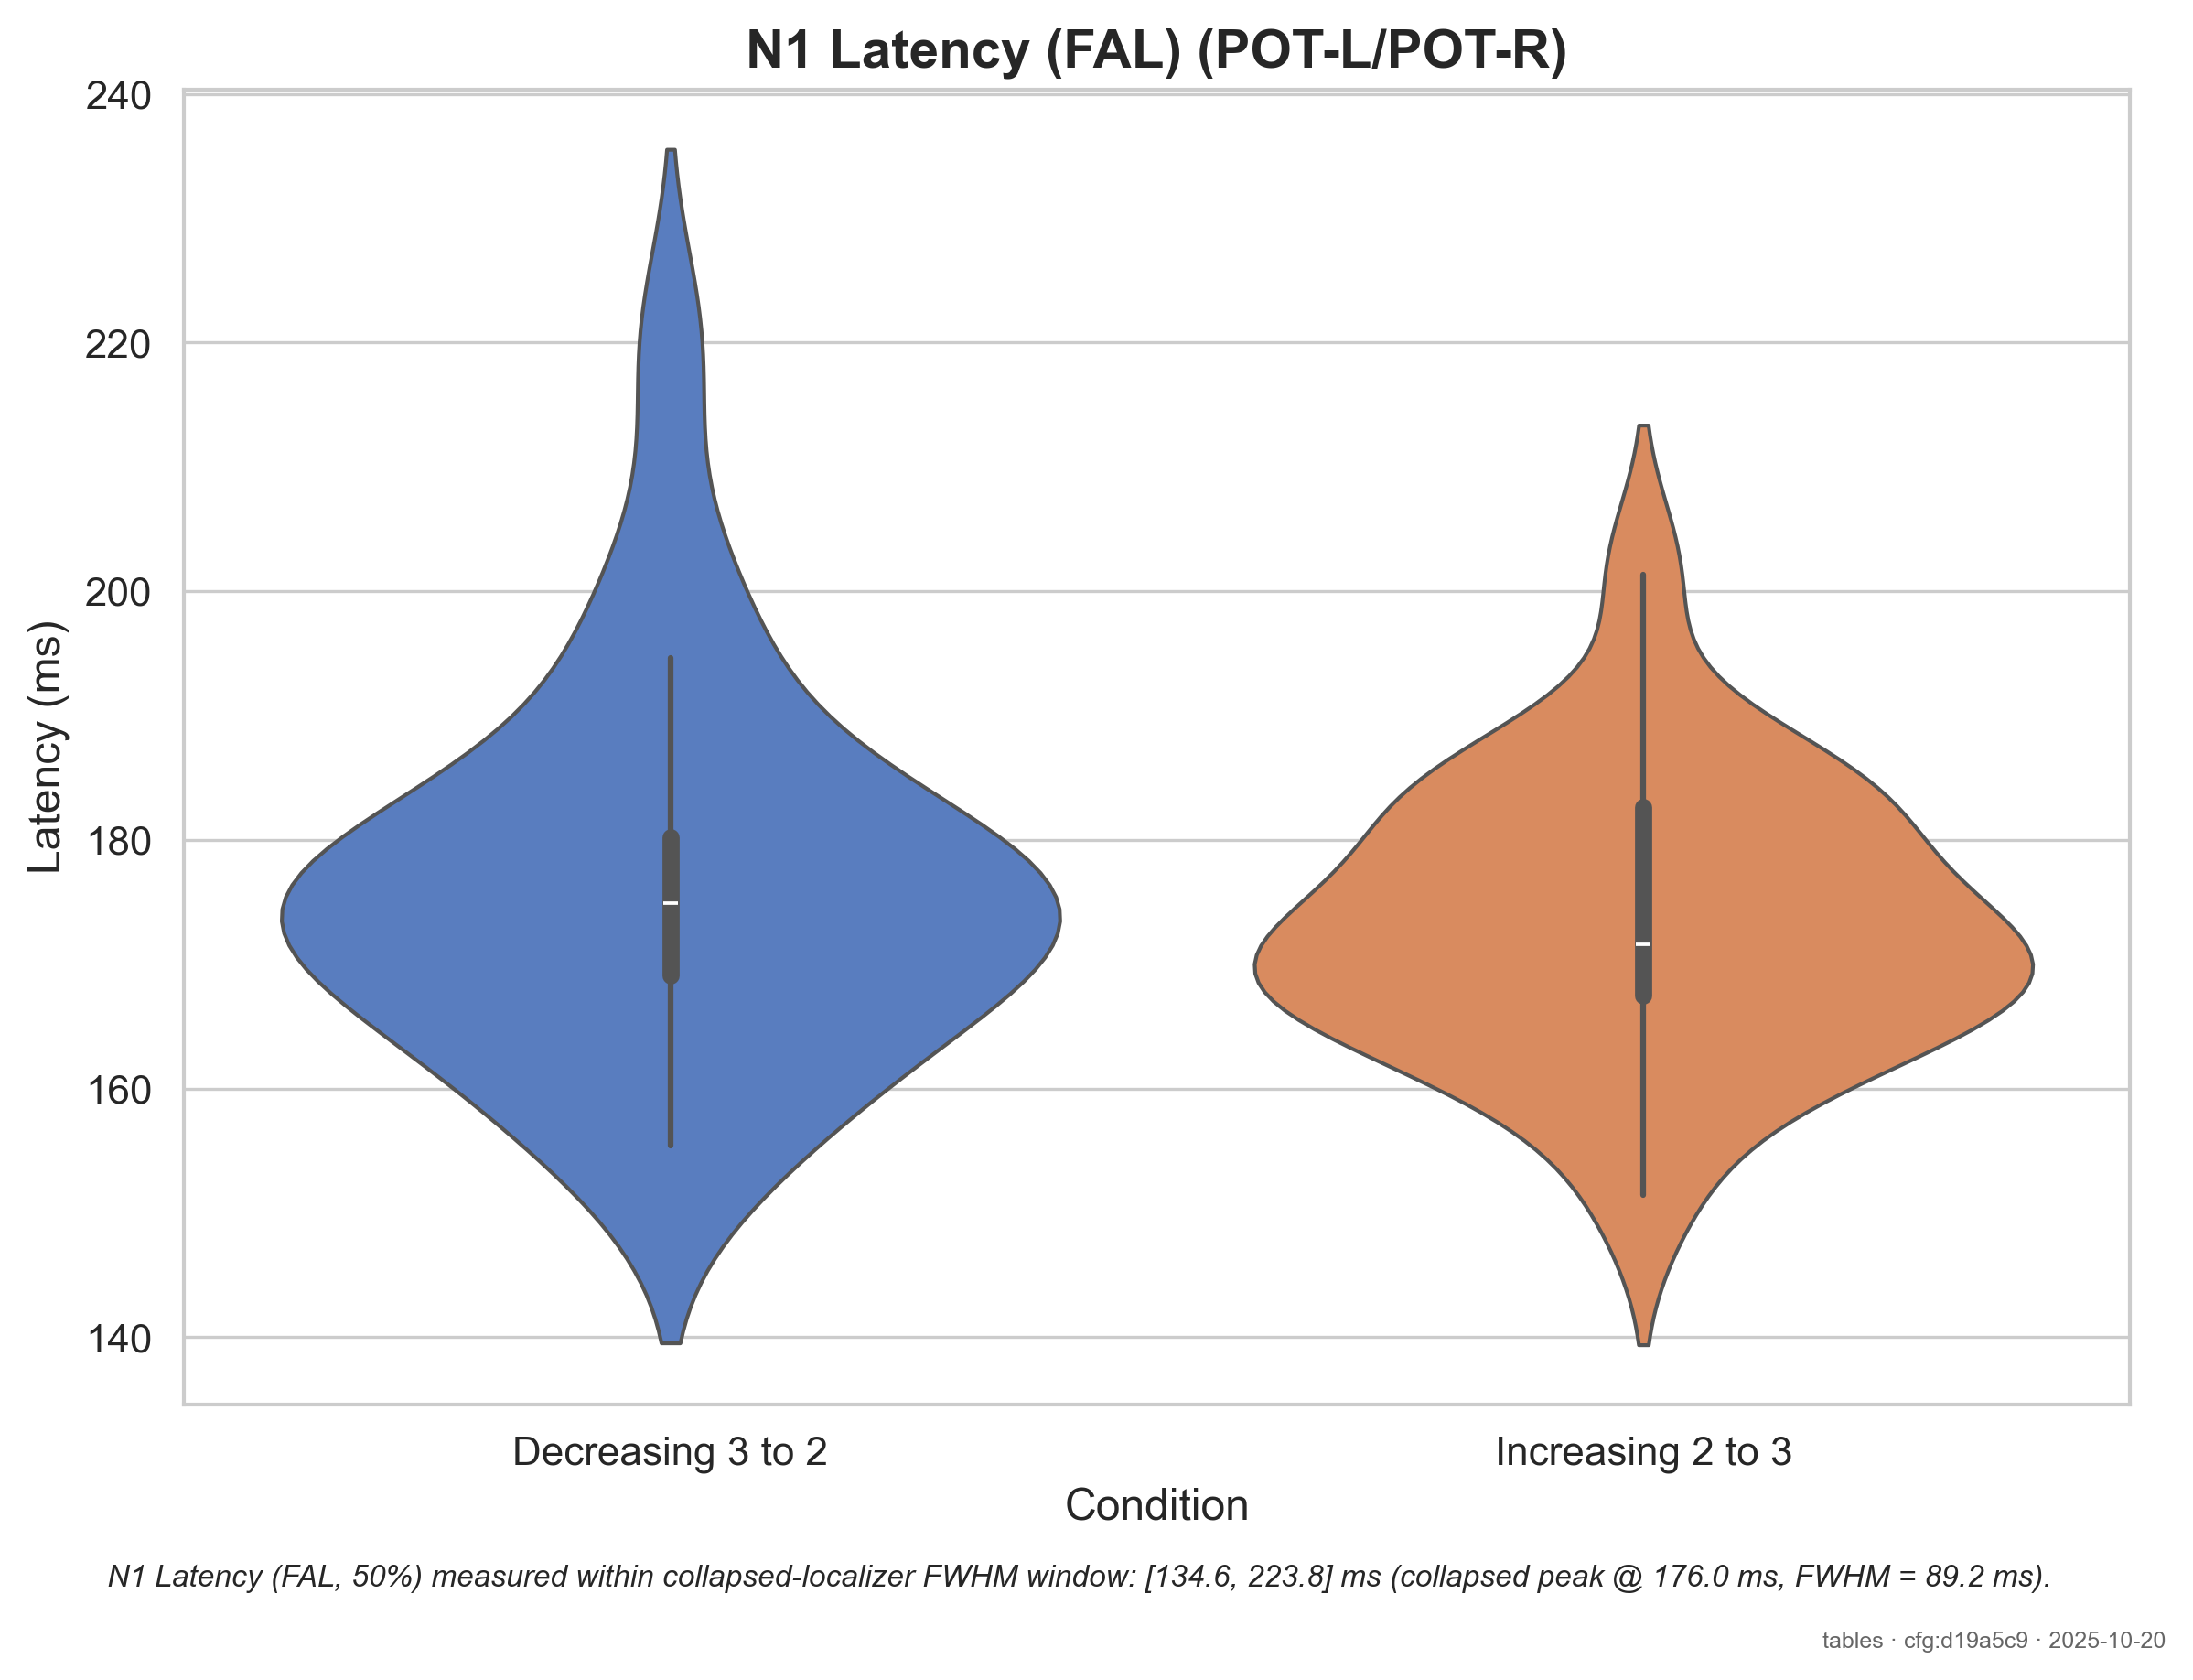 N1 Latency (FAL) (POT-L/POT-R)
240
220
200
180
160
140
Latency (ms)
Decreasing 3 to 2
Increasing 2 to 3
Condition
N1 Latency (FAL, 50%) measured within collapsed-localizer FWHM window: [134.6, 223.8] ms (collapsed peak @ 176.0 ms, FWHM = 89.2 ms).
tables · cfg:d19a5c9 · 2025-10-20